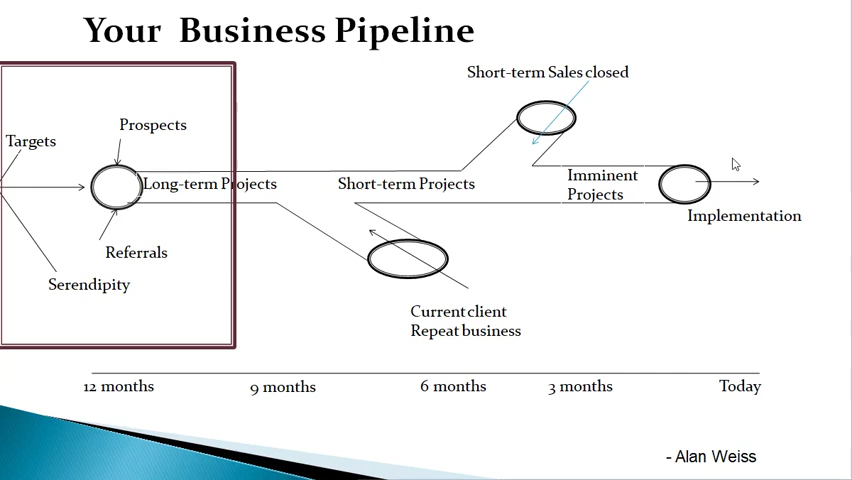 Your Business Pipeline
Short-term Sales closed
Prospects
Targets
Long-term Projects
Short-term Projects
Imminent
Projects
Implementation
Referrals
Serendipity
Current client
Repeat business
12 months
9 months
6 months
3 months
Today
- Alan Weiss